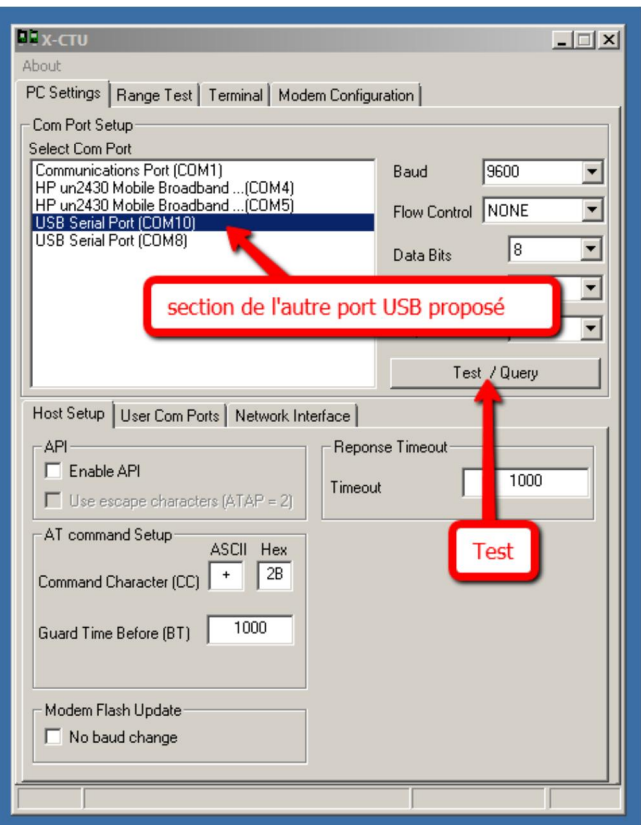 X-CTU
About
PC Settings
Range Test
Terminal
Modem Configuration
Com Port Setup
Select Com Port
Communications Port (COM1)
HP un2430 Mobile Broadband ...(COM4)
HP un2430 Mobile Broadband ...(COM5)
USB Serial Port (COM10)
USB Serial Port (COM8)
Baud 9600
Flow Control NONE
Data Bits 8
section de l'autre port USB proposé
Test / Query
Host Setup
User Com Ports
Network Interface
API
Enable API
Use escape characters (ATAP = 2)
Reponse Timeout
Timeout 1000
Test
AT command Setup
ASCII Hex
Command Character (CC) + 2B
Guard Time Before (BT) 1000
Modem Flash Update
No baud change